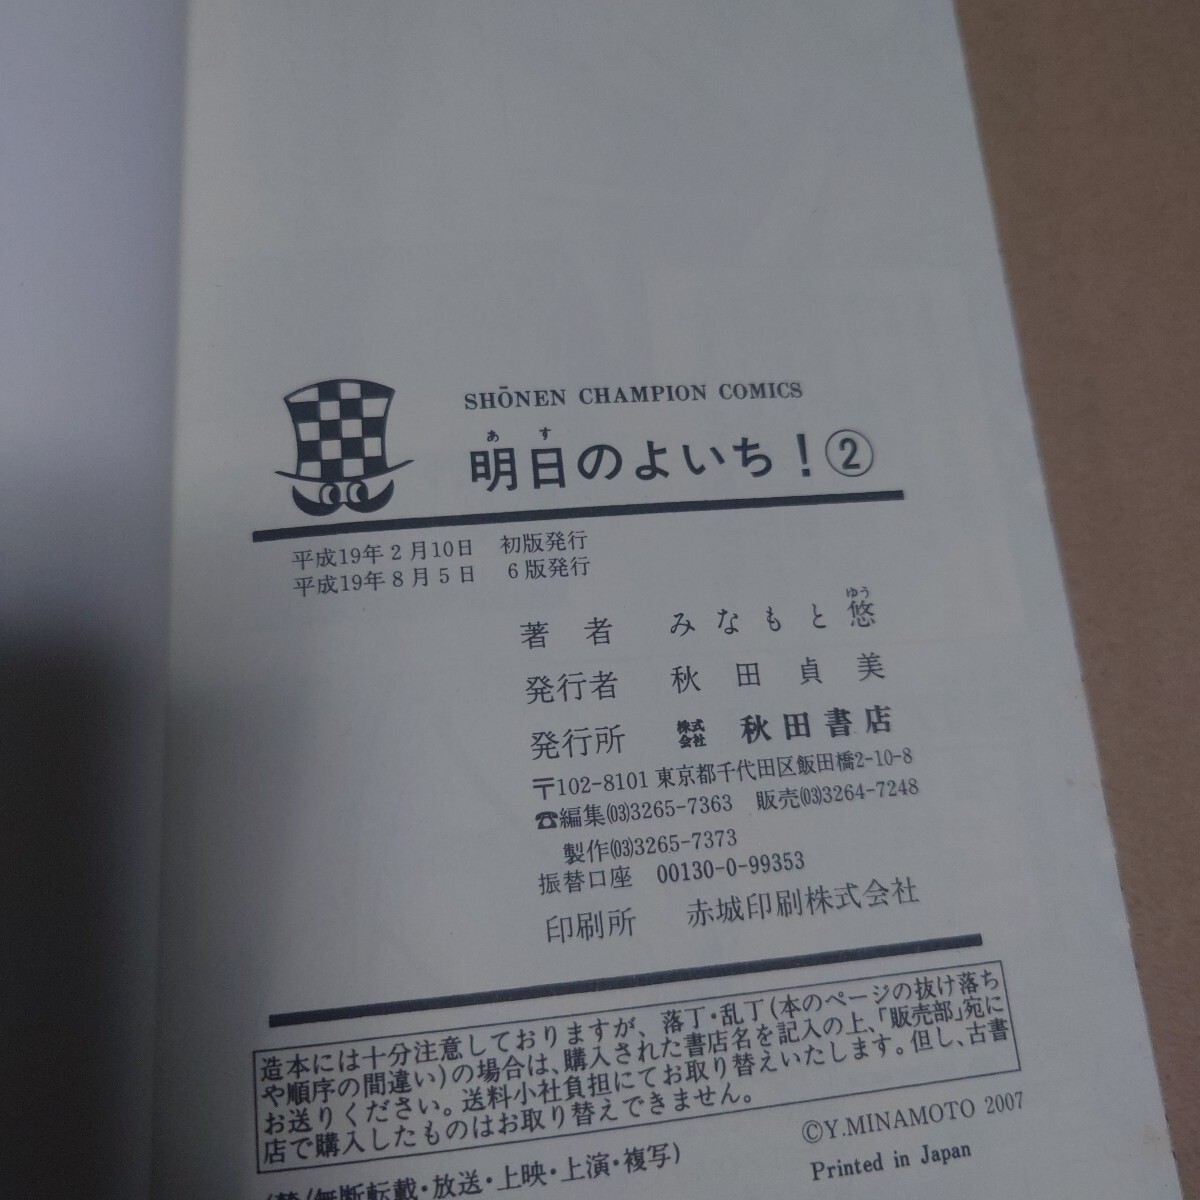 SHŌNEN CHAMPION COMICS
あす
明日のよいち！②
平成19年2月10日 初版発行
平成19年8月5日 6版発行
ゆう
著者 みなもと悠
発行者 秋田貞美
発行所 株式会社 秋田書店
〒102-8101 東京都千代田区飯田橋2-10-8
☎編集(03)3265-7363 販売(03)3264-7248
製作(03)3265-7373
振替口座 00130-0-99353
印刷所 赤城印刷株式会社
造本には十分注意しておりますが、落丁・乱丁(本のページの抜け落ち
や順序の間違い)の場合は、購入された書店名を記入の上、「販売部」宛に
お送りください。送料小社負担にてお取り替えいたします。但し、古書
店で購入したものはお取り替えできません。
©Y.MINAMOTO 2007
(禁/無断転載・放送・上映・上演・複写)
Printed in Japan